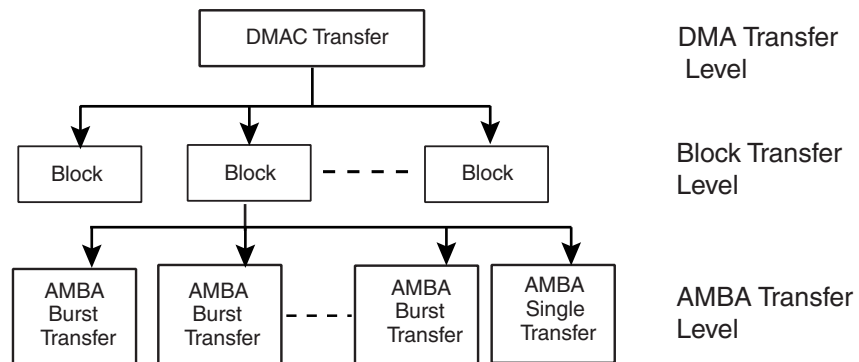 DMAC Transfer
DMA Transfer
Level
Block
Block
Block
Block Transfer
Level
AMBA
Burst
Transfer
AMBA
Burst
Transfer
AMBA
Burst
Transfer
AMBA
Single
Transfer
AMBA Transfer
Level